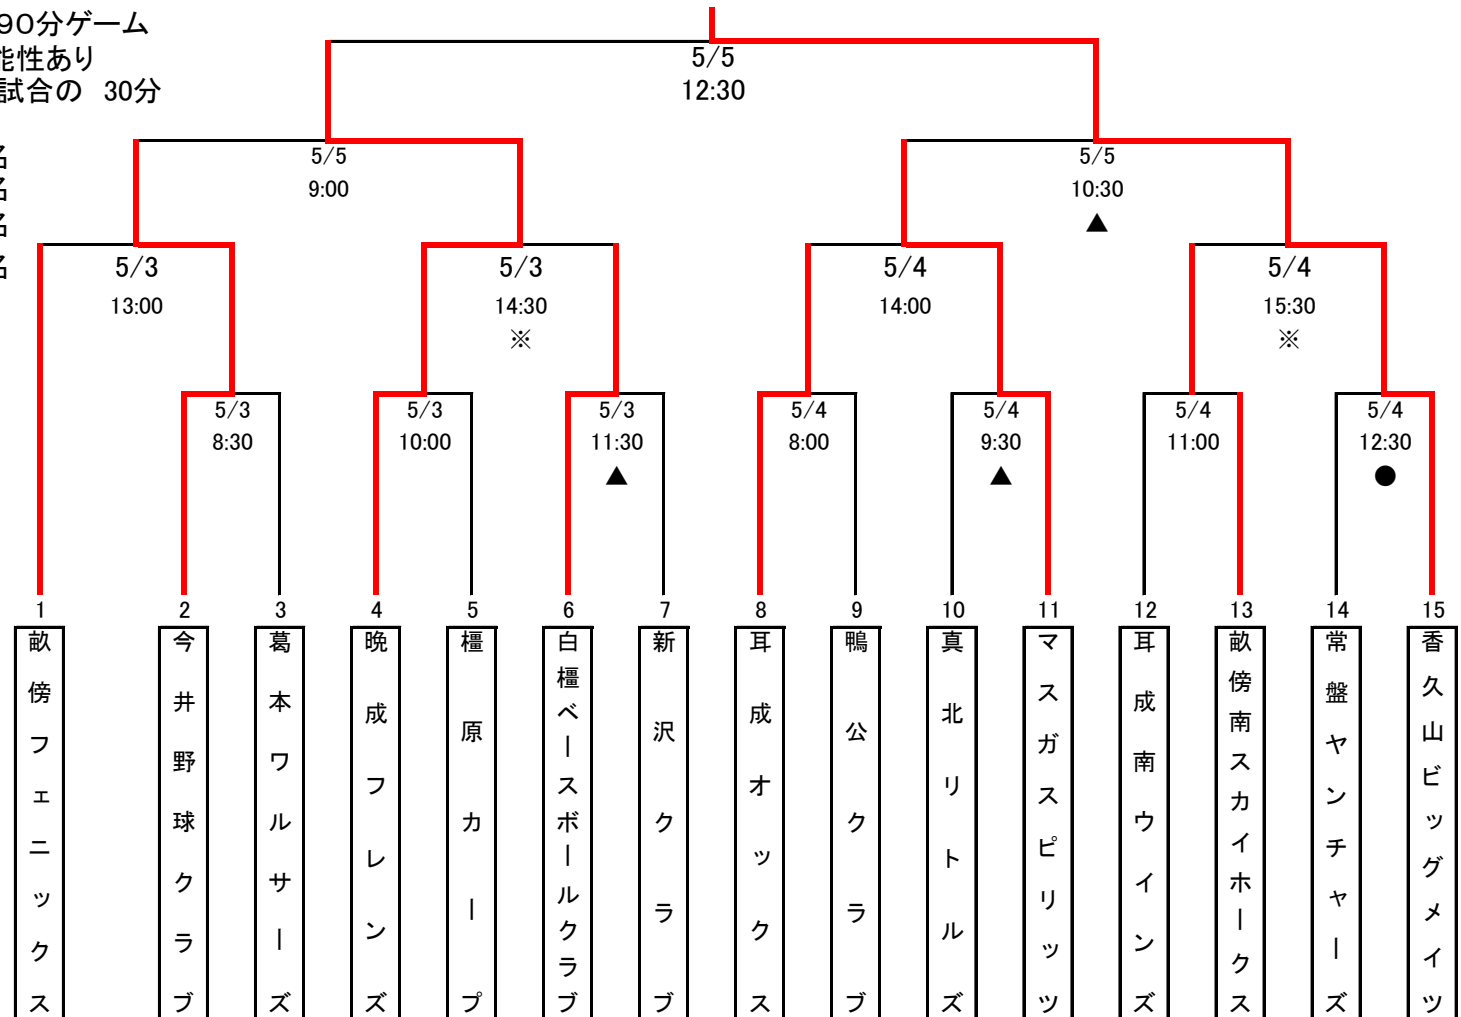 90分ゲーム
能性あり
試合の 30分
名
名
名
名
5/5
12:30
5/5
9:00
5/5
10:30
▲
5/3
13:00
5/3
14:30
※
5/4
14:00
5/4
15:30
※
5/3
8:30
5/3
10:00
5/3
11:30
▲
5/4
8:00
5/4
9:30
▲
5/4
11:00
5/4
12:30
●
1
2
3
4
5
6
7
8
9
10
11
12
13
14
15
畝傍フェニックス
今井野球クラブ
葛本ワルサーズ
晩成フレンズ
橿原カープ
白橿ベースボールクラブ
新沢クラブ
耳成オックス
鴨公クラブ
真北リトルズ
マスガスピリッツ
耳成南ウインズ
畝傍南スカイホークス
常盤ヤンチャーズ
香久山ビッグメイツ